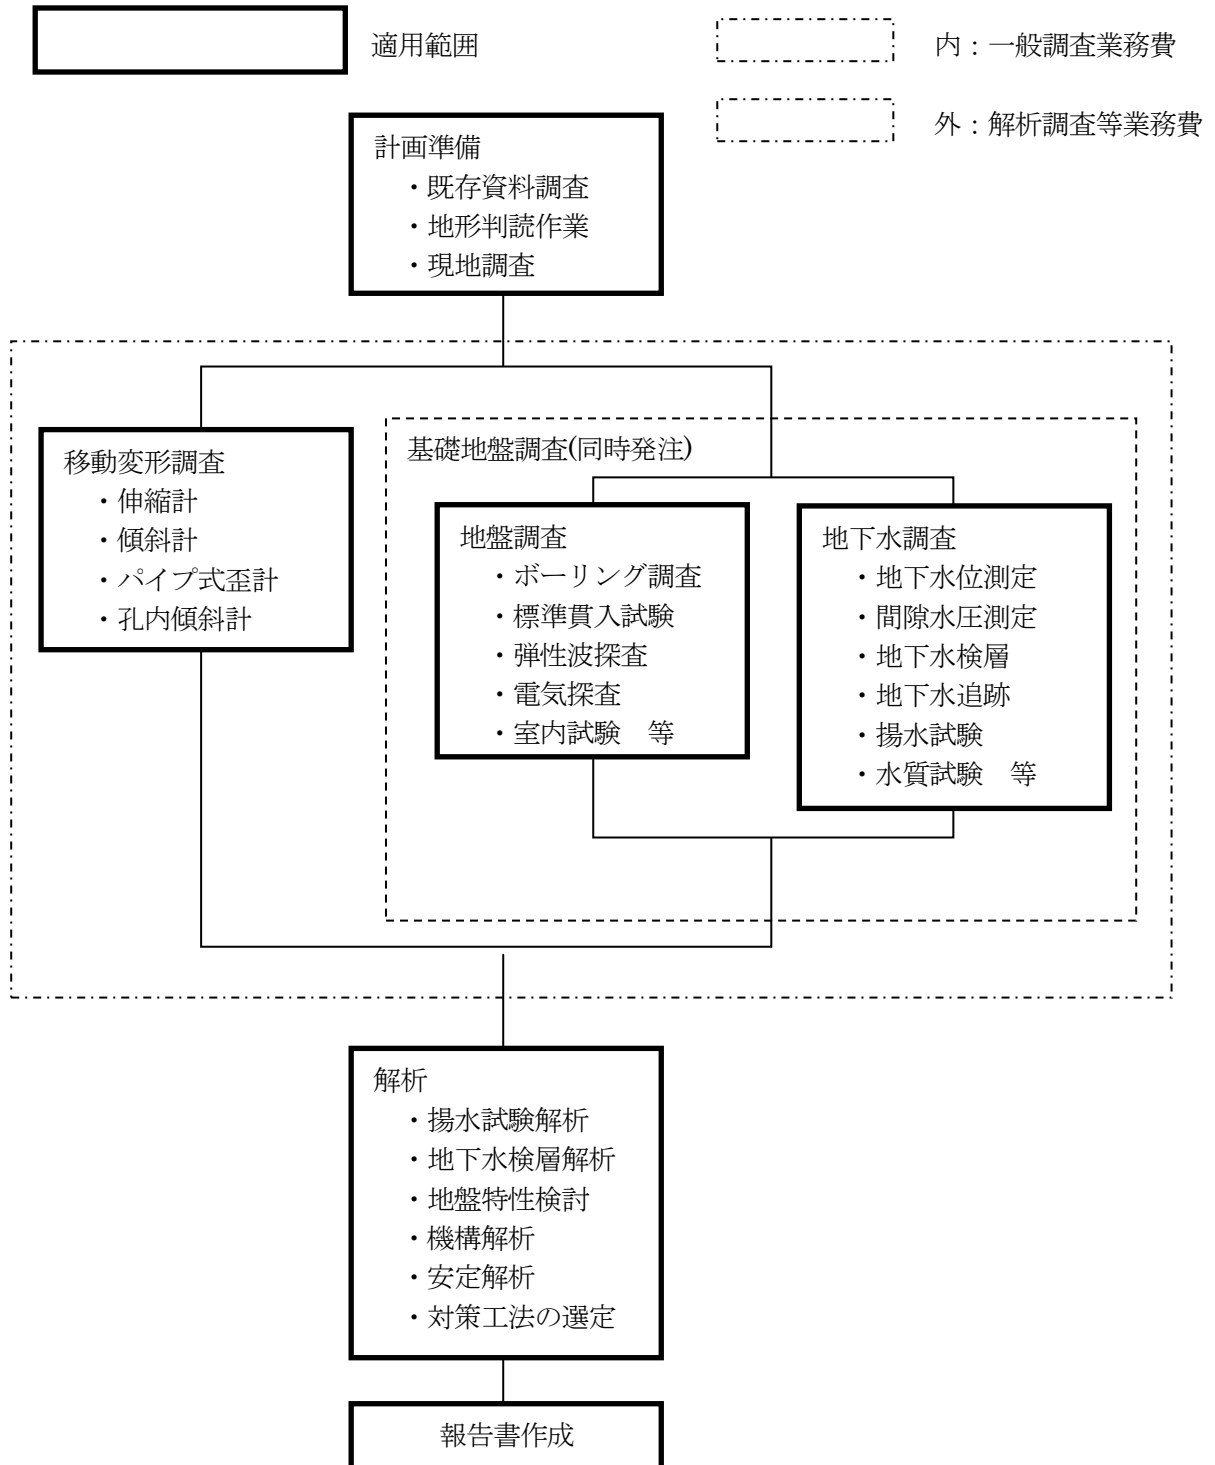 適用範囲
内：一般調査業務費
外：解析調査等業務費
計画準備
・既存資料調査
・地形判読作業
・現地調査
移動変形調査
・伸縮計
・傾斜計
・パイプ式歪計
・孔内傾斜計
基礎地盤調査(同時発注)
地盤調査
・ボーリング調査
・標準貫入試験
・弾性波探査
・電気探査
・室内試験　等
地下水調査
・地下水位測定
・間隙水圧測定
・地下水検層
・地下水追跡
・揚水試験
・水質試験　等
解析
・揚水試験解析
・地下水検層解析
・地盤特性検討
・機構解析
・安定解析
・対策工法の選定
報告書作成